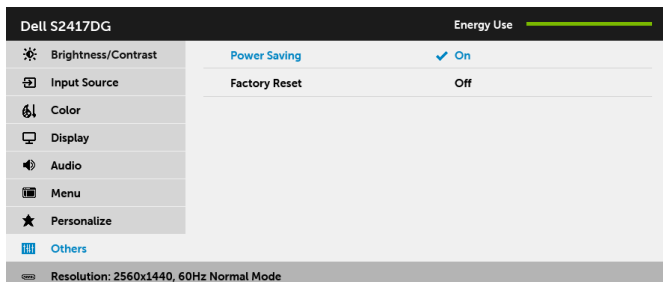 Dell S2417DG Energy Use
Brightness/Contrast Power Saving On
Input Source Factory Reset Off
Color
Display
Audio
Menu
Personalize
Others
Resolution: 2560x1440, 60Hz Normal Mode